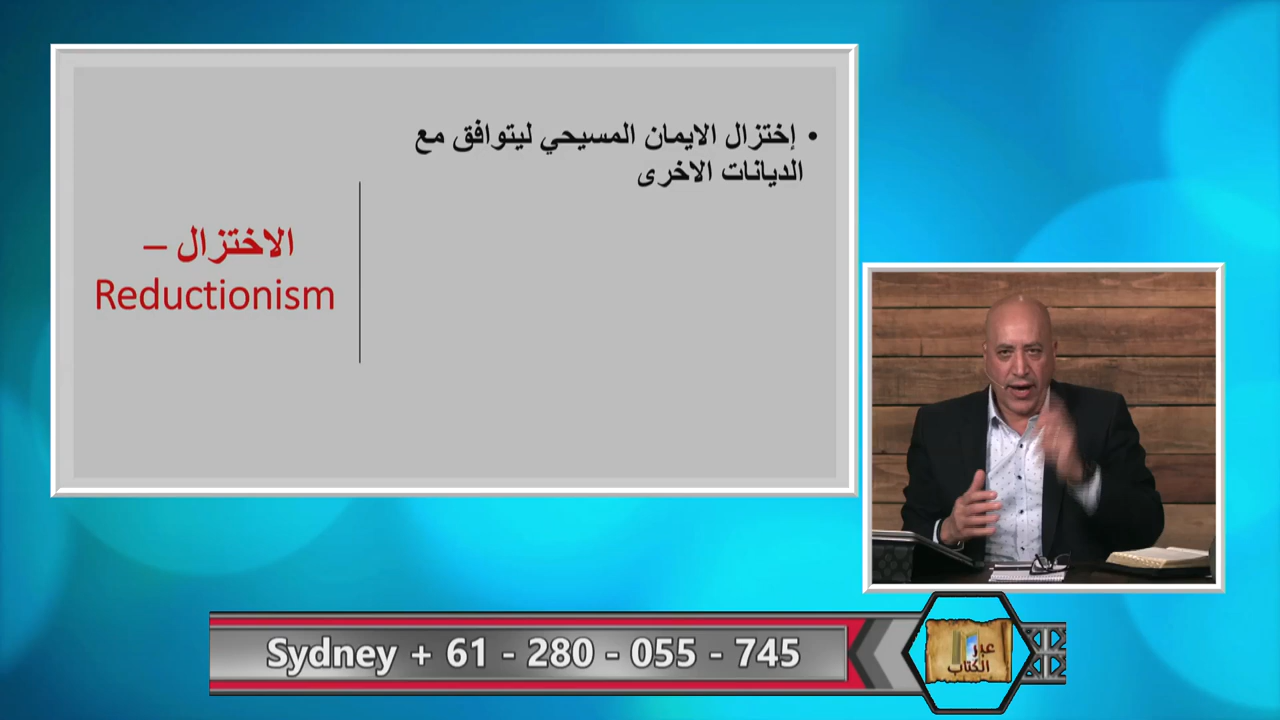 • إختزال الايمان المسيحي ليتوافق مع
الديانات الاخرى
الاختزال –
Reductionism
Sydney + 61 - 280 - 055 - 745
عبر
الكتاب